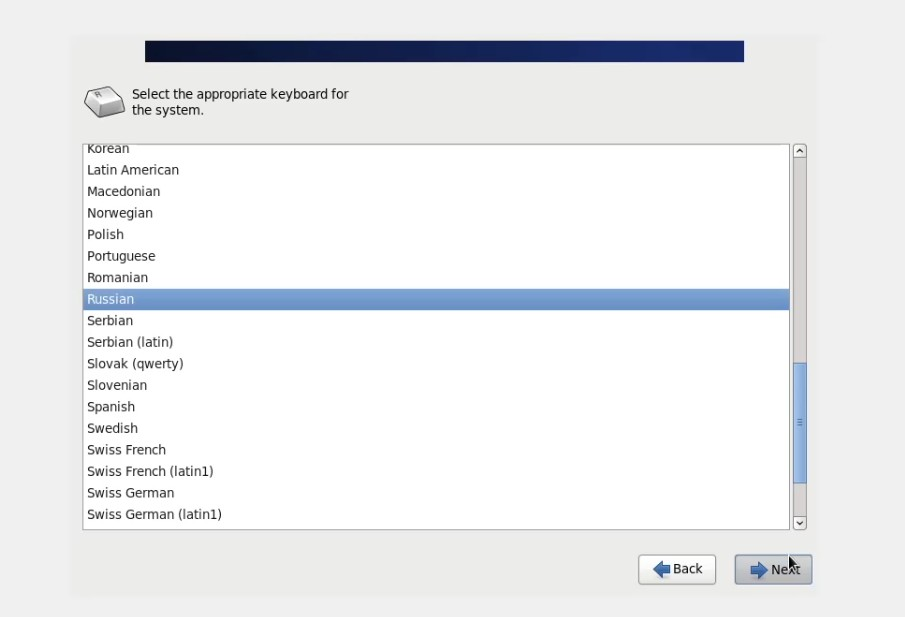 Select the appropriate keyboard for
the system.
Korean
Latin American
Macedonian
Norwegian
Polish
Portuguese
Romanian
Russian
Serbian
Serbian (latin)
Slovak (qwerty)
Slovenian
Spanish
Swedish
Swiss French
Swiss French (latin1)
Swiss German
Swiss German (latin1)
Back
Next